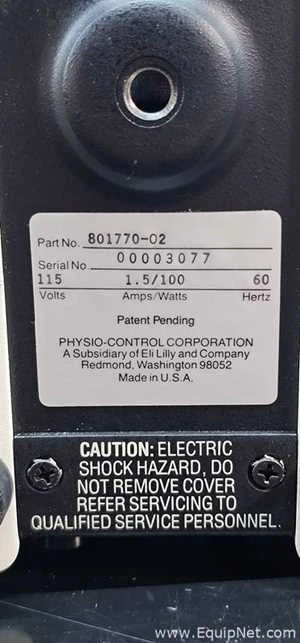 Part No. 801770-02
Serial No. 00003077
115 1.5/100 60
Volts Amps/Watts Hertz
Patent Pending
PHYSIO-CONTROL CORPORATION
A Subsidiary of Eli Lilly and Company
Redmond, Washington 98052
Made in U.S.A.
CAUTION: ELECTRIC
SHOCK HAZARD, DO
NOT REMOVE COVER
REFER SERVICING TO
QUALIFIED SERVICE PERSONNEL.
www.EquipNet.com